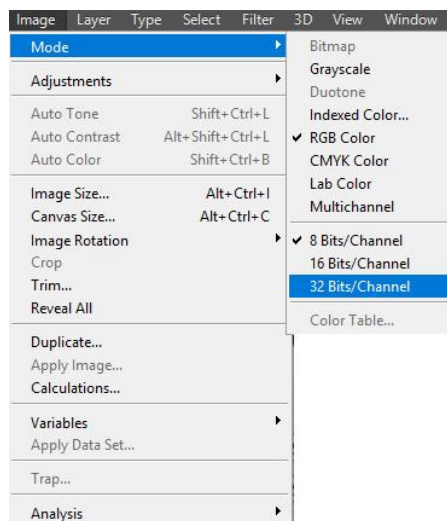 Image Layer Type Select Filter 3D View Window
Mode
Adjustments
Auto Tone Shift+Ctrl+L
Auto Contrast Alt+Shift+Ctrl+L
Auto Color Shift+Ctrl+B
Image Size... Alt+Ctrl+I
Canvas Size... Alt+Ctrl+C
Image Rotation
Crop
Trim...
Reveal All
Duplicate...
Apply Image...
Calculations...
Variables
Apply Data Set...
Trap...
Analysis
Bitmap
Grayscale
Duotone
Indexed Color...
RGB Color
CMYK Color
Lab Color
Multichannel
8 Bits/Channel
16 Bits/Channel
32 Bits/Channel
Color Table...